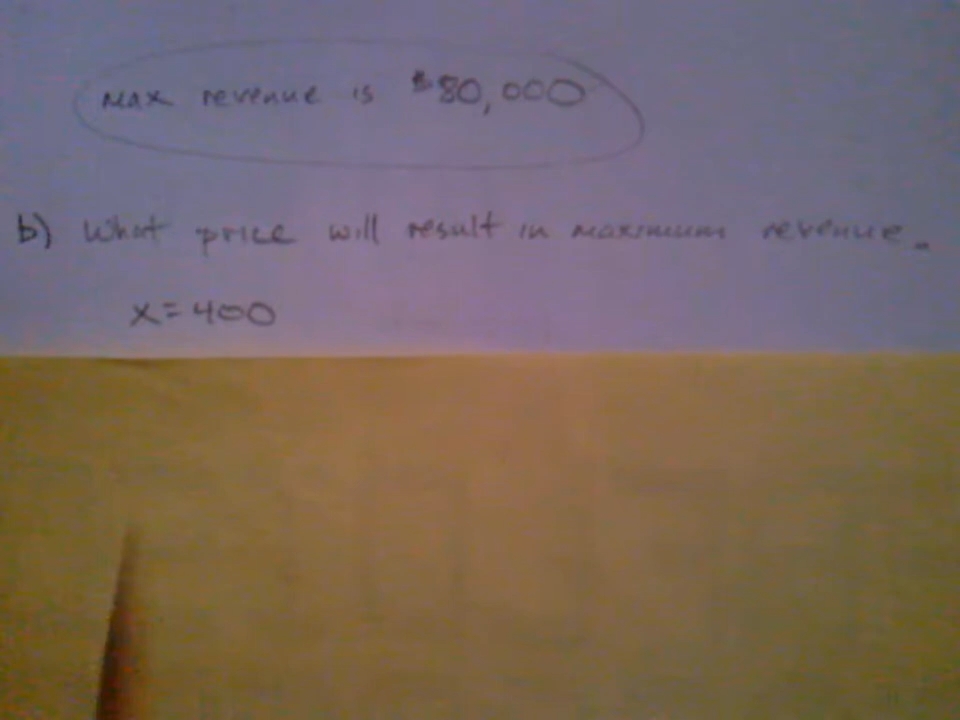 max revenue is $80,000
b) What price will result in maximum revenue.
x=400